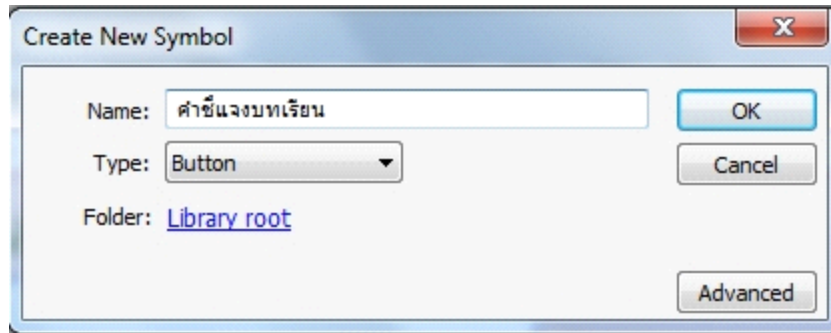 Create New Symbol
Name: คำชี้แจงบทเรียน
OK
Type: Button
Cancel
Folder: Library root
Advanced